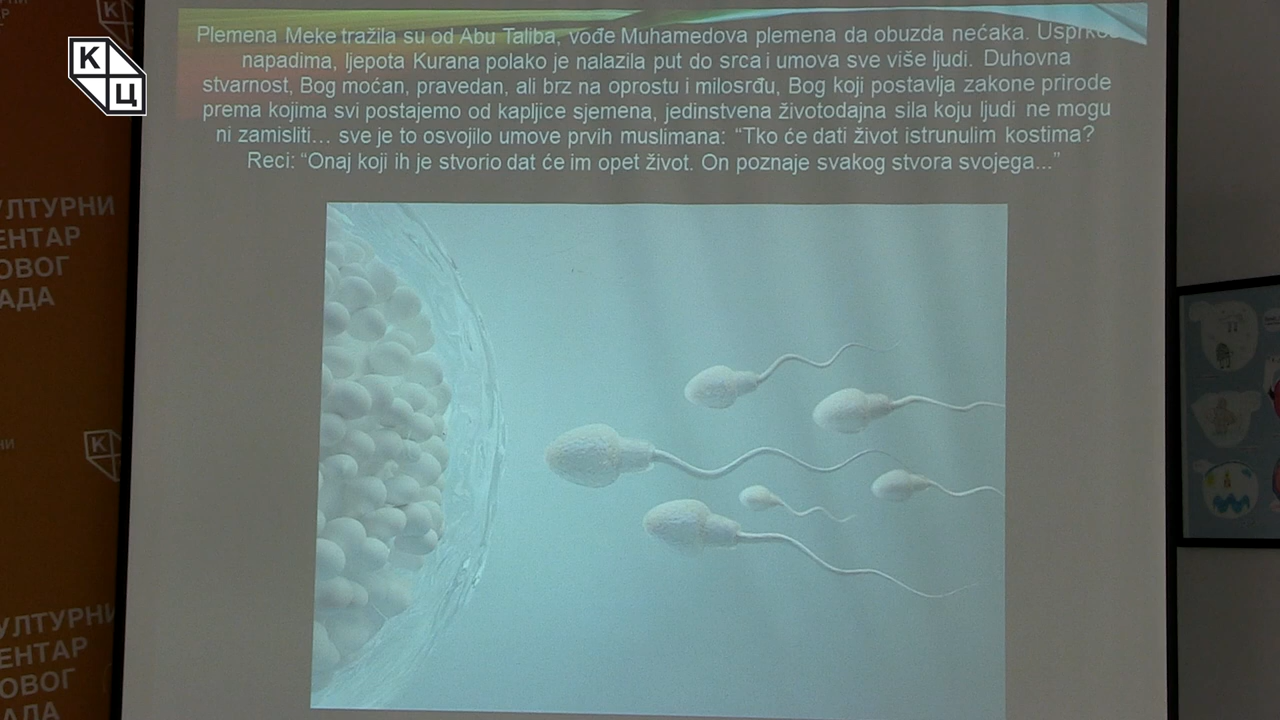 Plemena Meke tražila su od Abu Taliba, vođe Muhamedova plemena da obuzda nećaka. Usprkos
napadima, ljepota Kurana polako je nalazila put do srca i umova sve više ljudi. Duhovna
stvarnost, Bog moćan, pravedan, ali brz na oprostu i milosrđu, Bog koji postavlja zakone prirode
prema kojima svi postajemo od kapljice sjemena, jedinstvena životodajna sila koju ljudi ne mogu
ni zamisliti... sve je to osvojilo umove prvih muslimana: “Tko će dati život istrunulim kostima?
Reci: “Onaj koji ih je stvorio dat će im opet život. On poznaje svakog stvora svojega...”
К
Ц
УЛТУРНИ
ЕНТАР
ОВОГ
АДА
К
УЛТУРНИ
ЕНТАР
ОВОГ
АДА